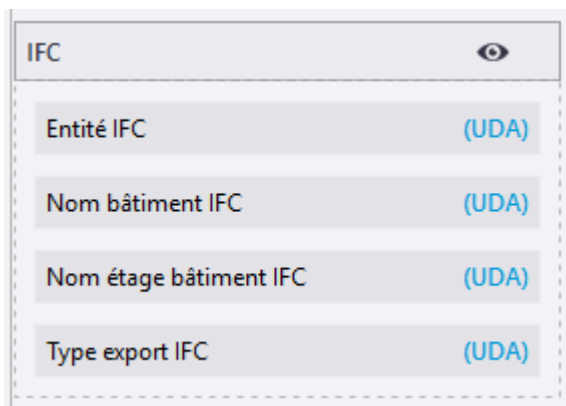 IFC
Entité IFC (UDA)
Nom bâtiment IFC (UDA)
Nom étage bâtiment IFC (UDA)
Type export IFC (UDA)